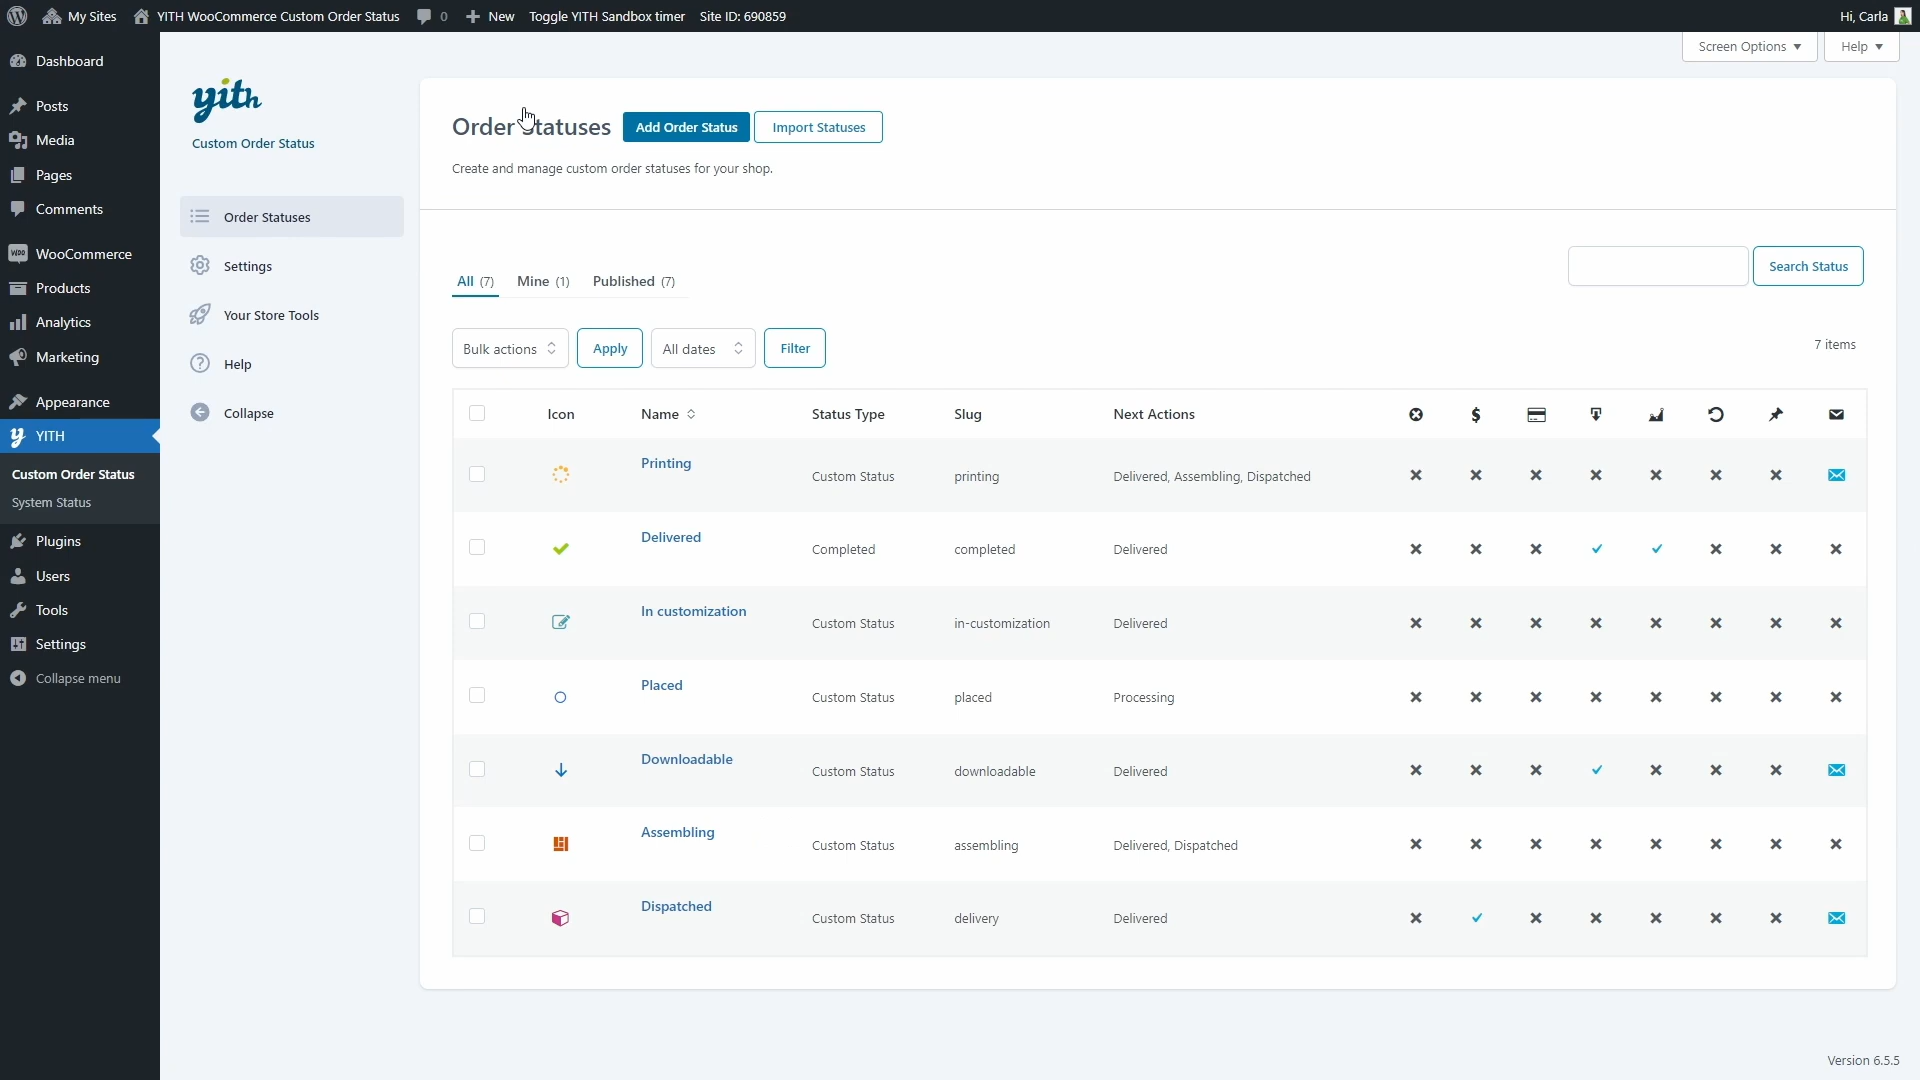 My Sites YITH WooCommerce Custom Order Status 0 New Toggle YITH Sandbox timer Site ID: 690859 Hi, Carla
Screen Options Help
Dashboard
Posts
Media
Pages
Comments
WooCommerce
Products
Analytics
Marketing
Appearance
YITH
Custom Order Status
System Status
Plugins
Users
Tools
Settings
Collapse menu
yith
Custom Order Status
Order Statuses
Settings
Your Store Tools
Help
Collapse
Order Statuses Add Order Status Import Statuses
Create and manage custom order statuses for your shop.
All (7) Mine (1) Published (7)
Search Status
Bulk actions Apply All dates Filter
7 items
Icon Name Status Type Slug Next Actions
Printing Custom Status printing Delivered, Assembling, Dispatched
Delivered Completed completed Delivered
In customization Custom Status in-customization Delivered
Placed Custom Status placed Processing
Downloadable Custom Status downloadable Delivered
Assembling Custom Status assembling Delivered, Dispatched
Dispatched Custom Status delivery Delivered
Version 6.5.5